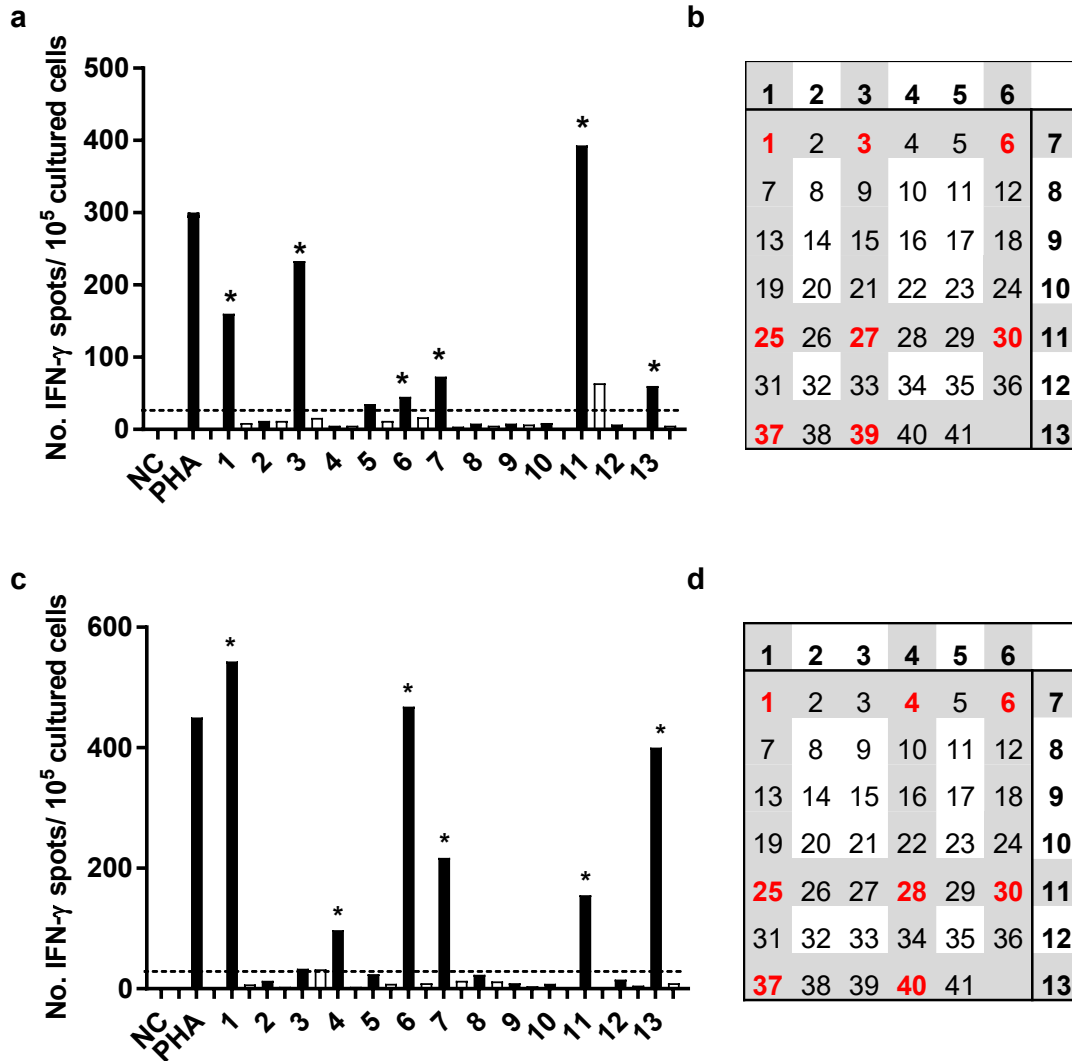 a
No. IFN-γ spots/ 10⁵ cultured cells
500
400
300
200
100
0
* * * * * *
NC PHA 1 2 3 4 5 6 7 8 9 10 11 12 13
b
1 2 3 4 5 6
1 2 3 4 5 6 7
7 8 9 10 11 12 8
13 14 15 16 17 18 9
19 20 21 22 23 24 10
25 26 27 28 29 30 11
31 32 33 34 35 36 12
37 38 39 40 41 13
c
No. IFN-γ spots/ 10⁵ cultured cells
600
400
200
0
* * * * * *
NC PHA 1 2 3 4 5 6 7 8 9 10 11 12 13
d
1 2 3 4 5 6
1 2 3 4 5 6 7
7 8 9 10 11 12 8
13 14 15 16 17 18 9
19 20 21 22 23 24 10
25 26 27 28 29 30 11
31 32 33 34 35 36 12
37 38 39 40 41 13